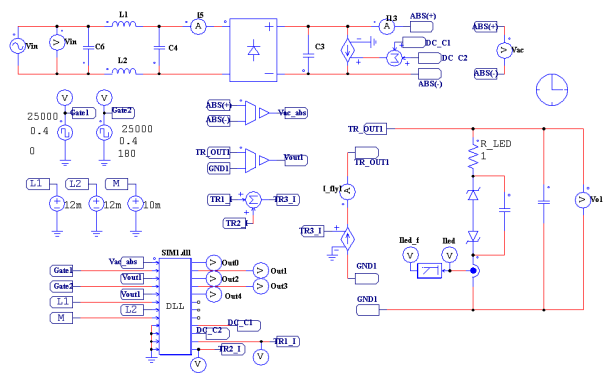 L1
I5
I13
ABS(+)
DC_C1
Vin
Vin
C6
C4
C3
DC_C2
ABS(+)
Vac
L2
ABS(-)
ABS(-)
Gate1
Gate2
25000
0.4
0
25000
0.4
180
ABS(+)
ABS(-)
Vac_abs
TR_OUT1
GND1
Vout1
TR_OUT1
TR_OUT1
R_LED
1
L1
L2
M
12m
12m
10m
TR1_I
TR3_I
TR2_I
I_fly1
TR3_I
Vo1
GND1
GND1
Iled_f
Iled
SIM1.dll
Vac_abs
Gate1
Vout1
Gate2
Vout1
L1
L2
M
DLL
Out0
Out1
Out2
Out3
Out4
DC_C1
DC_C2
TR1_I
TR2_I